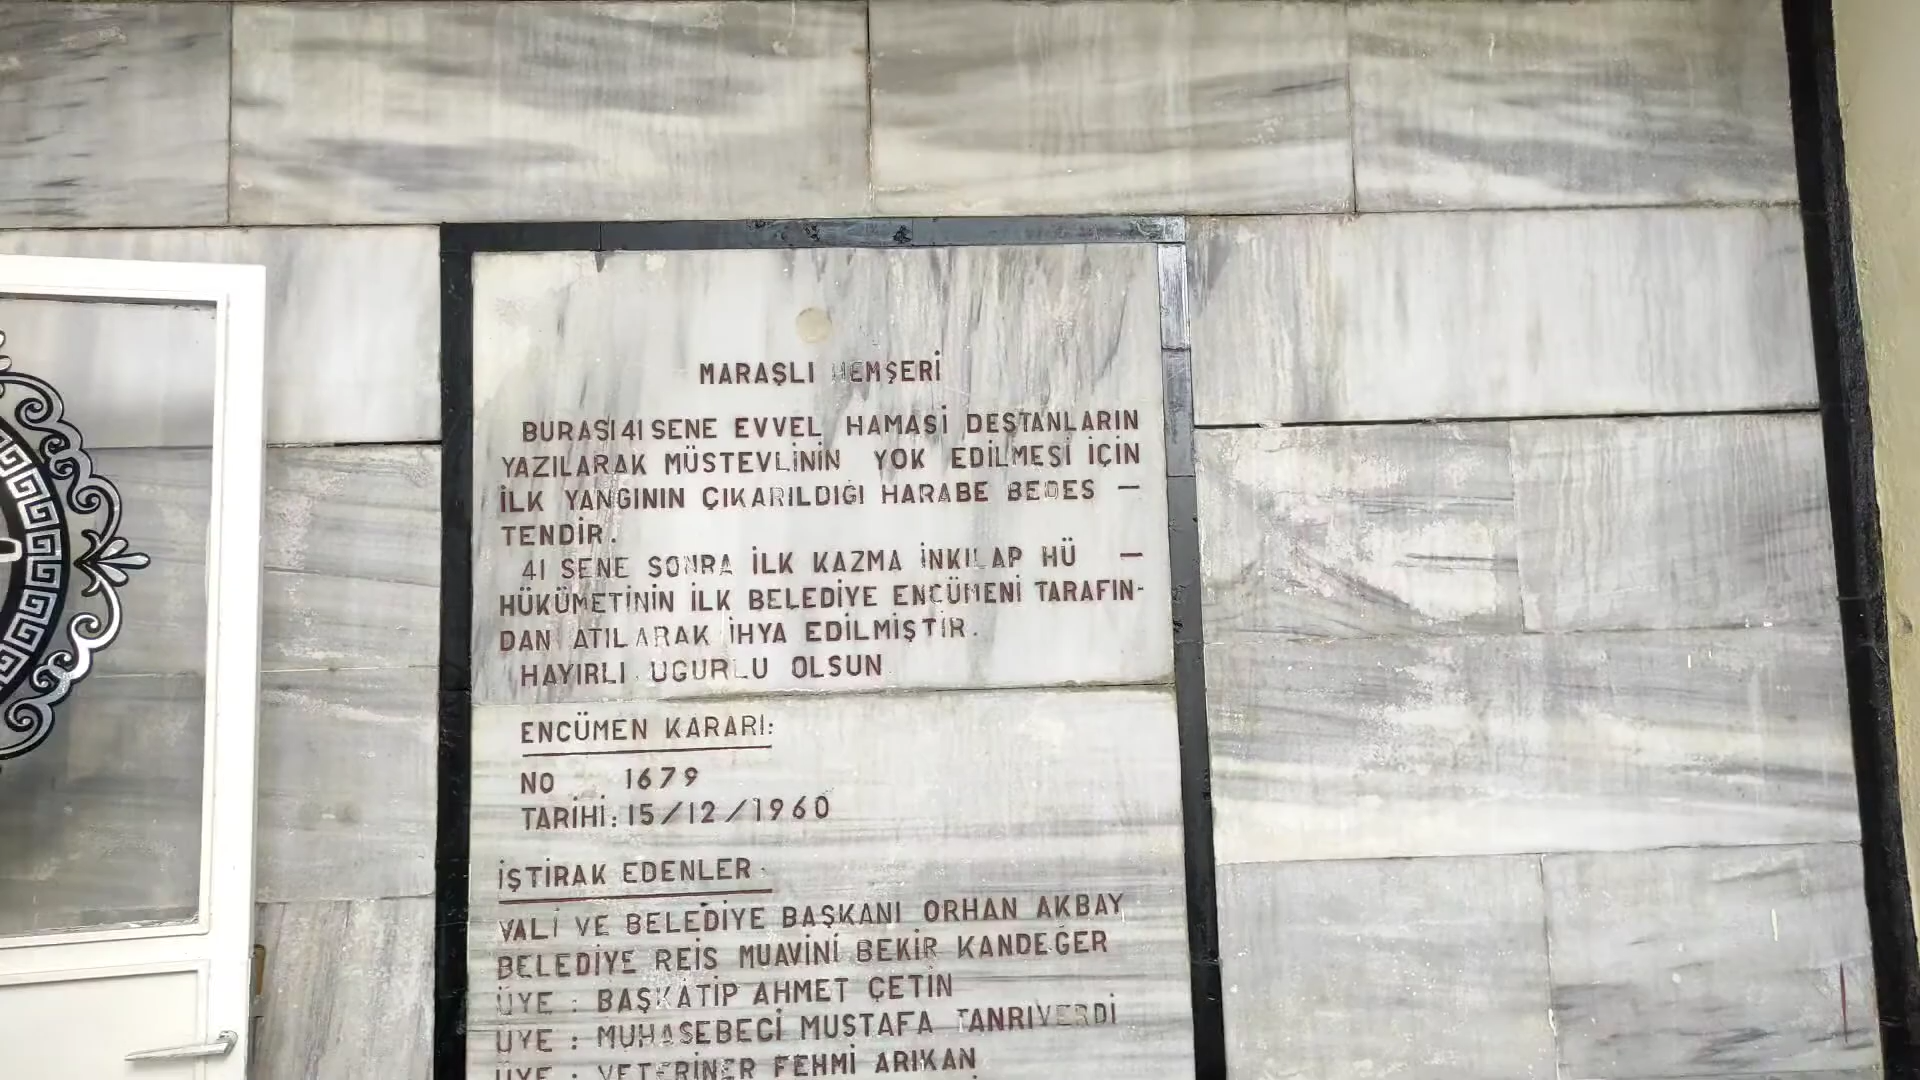 MARAŞLI HEMŞERİ
BURASI 41 SENE EVVEL HAMASİ DESTANLARIN
YAZILARAK MÜSTEVLİNİN YOK EDİLMESİ İÇİN
İLK YANGININ ÇIKARILDIĞI HARABE BEDES —
TENDİR.
41 SENE SONRA İLK KAZMA İNKILAP HÜ —
HÜKÜMETİNİN İLK BELEDİYE ENCÜMENİ TARAFIN-
DAN ATILARAK İHYA EDİLMİŞTİR.
HAYIRLI UGURLU OLSUN
ENCÜMEN KARARI:
NO 1679
TARİHİ: 15/12/1960
İŞTİRAK EDENLER
VALİ VE BELEDİYE BAŞKANI ORHAN AKBAY
BELEDİYE REİS MUAVİNİ BEKİR KANDEĞER
ÜYE : BAŞKATİP AHMET ÇETİN
ÜYE : MUHASEBECİ MUSTAFA TANRIVERDİ
ÜYE : VETERİNER FEHMİ ARIKAN